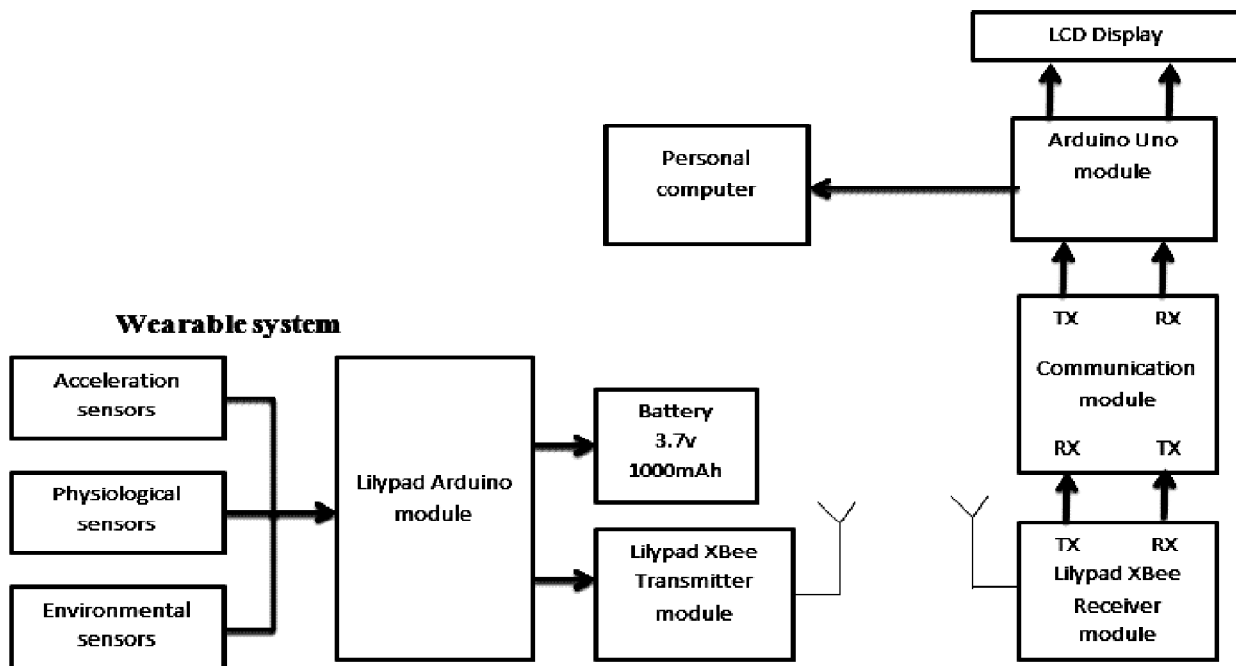 LCD Display
Arduino Uno
module
Personal
computer
TX RX
Communication
module
RX TX
TX RX
Lilypad XBee
Receiver
module
Wearable system
Acceleration
sensors
Physiological
sensors
Environmental
sensors
Lilypad Arduino
module
Battery
3.7v
1000mAh
Lilypad XBee
Transmitter
module